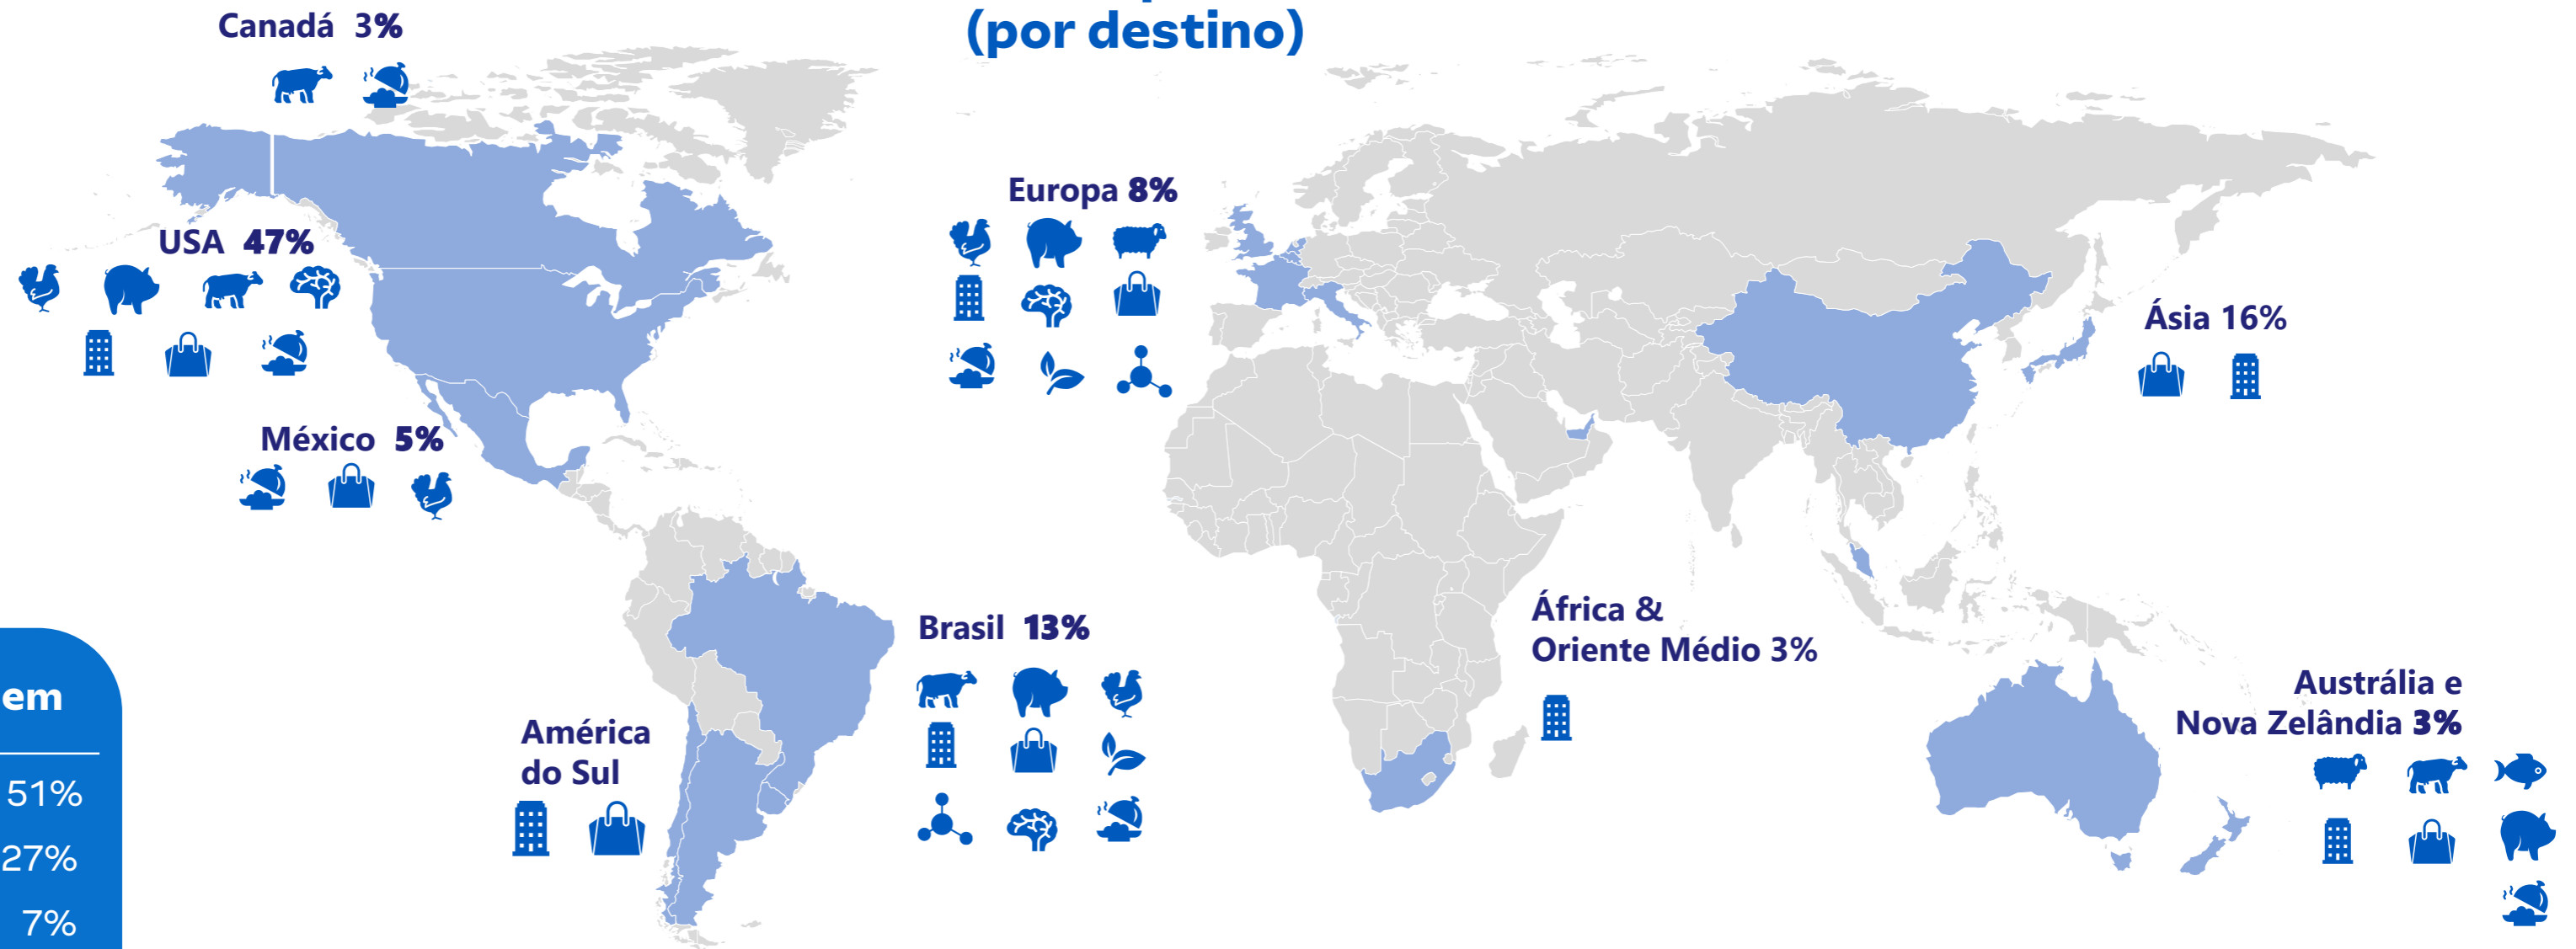 (por destino)
Canadá 3%
USA 47%
México 5%
Europa 8%
Ásia 16%
Brasil 13%
África &
Oriente Médio 3%
América
do Sul
Austrália e
Nova Zelândia 3%
em
51%
27%
7%